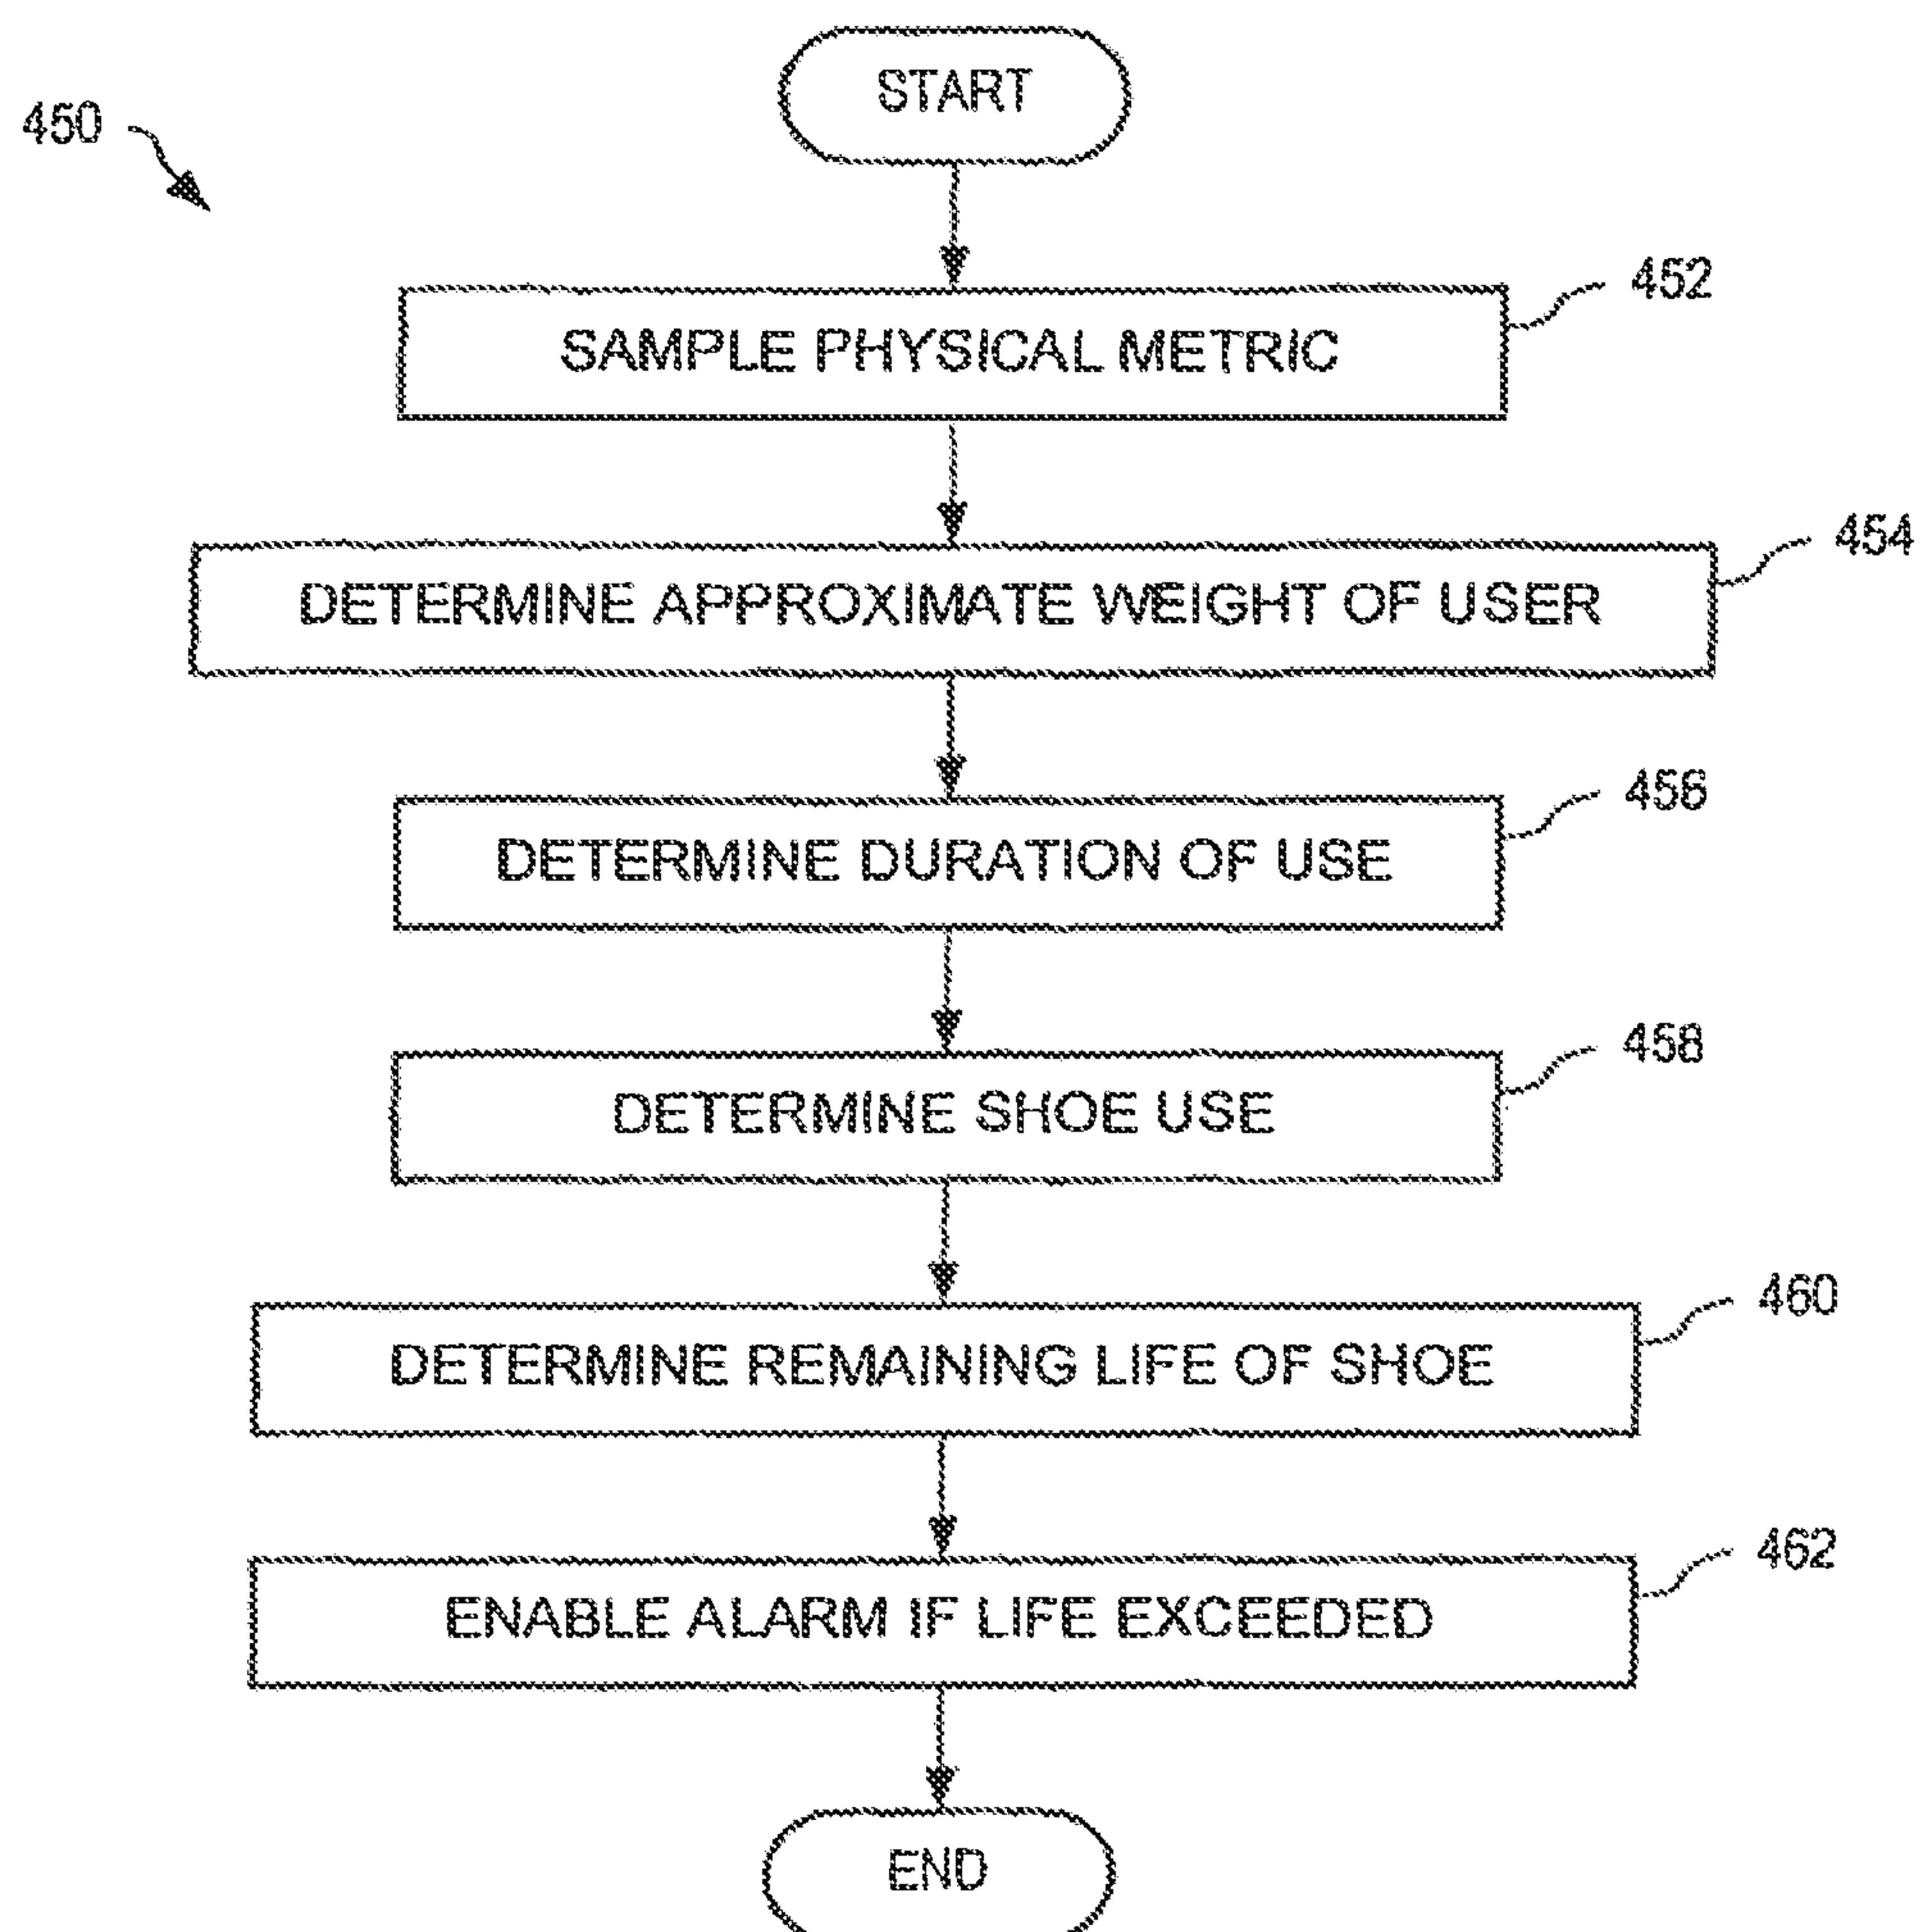 START
450
SAMPLE PHYSICAL METRIC
452
DETERMINE APPROXIMATE WEIGHT OF USER
454
DETERMINE DURATION OF USE
456
DETERMINE SHOE USE
458
DETERMINE REMAINING LIFE OF SHOE
460
ENABLE ALARM IF LIFE EXCEEDED
462
END